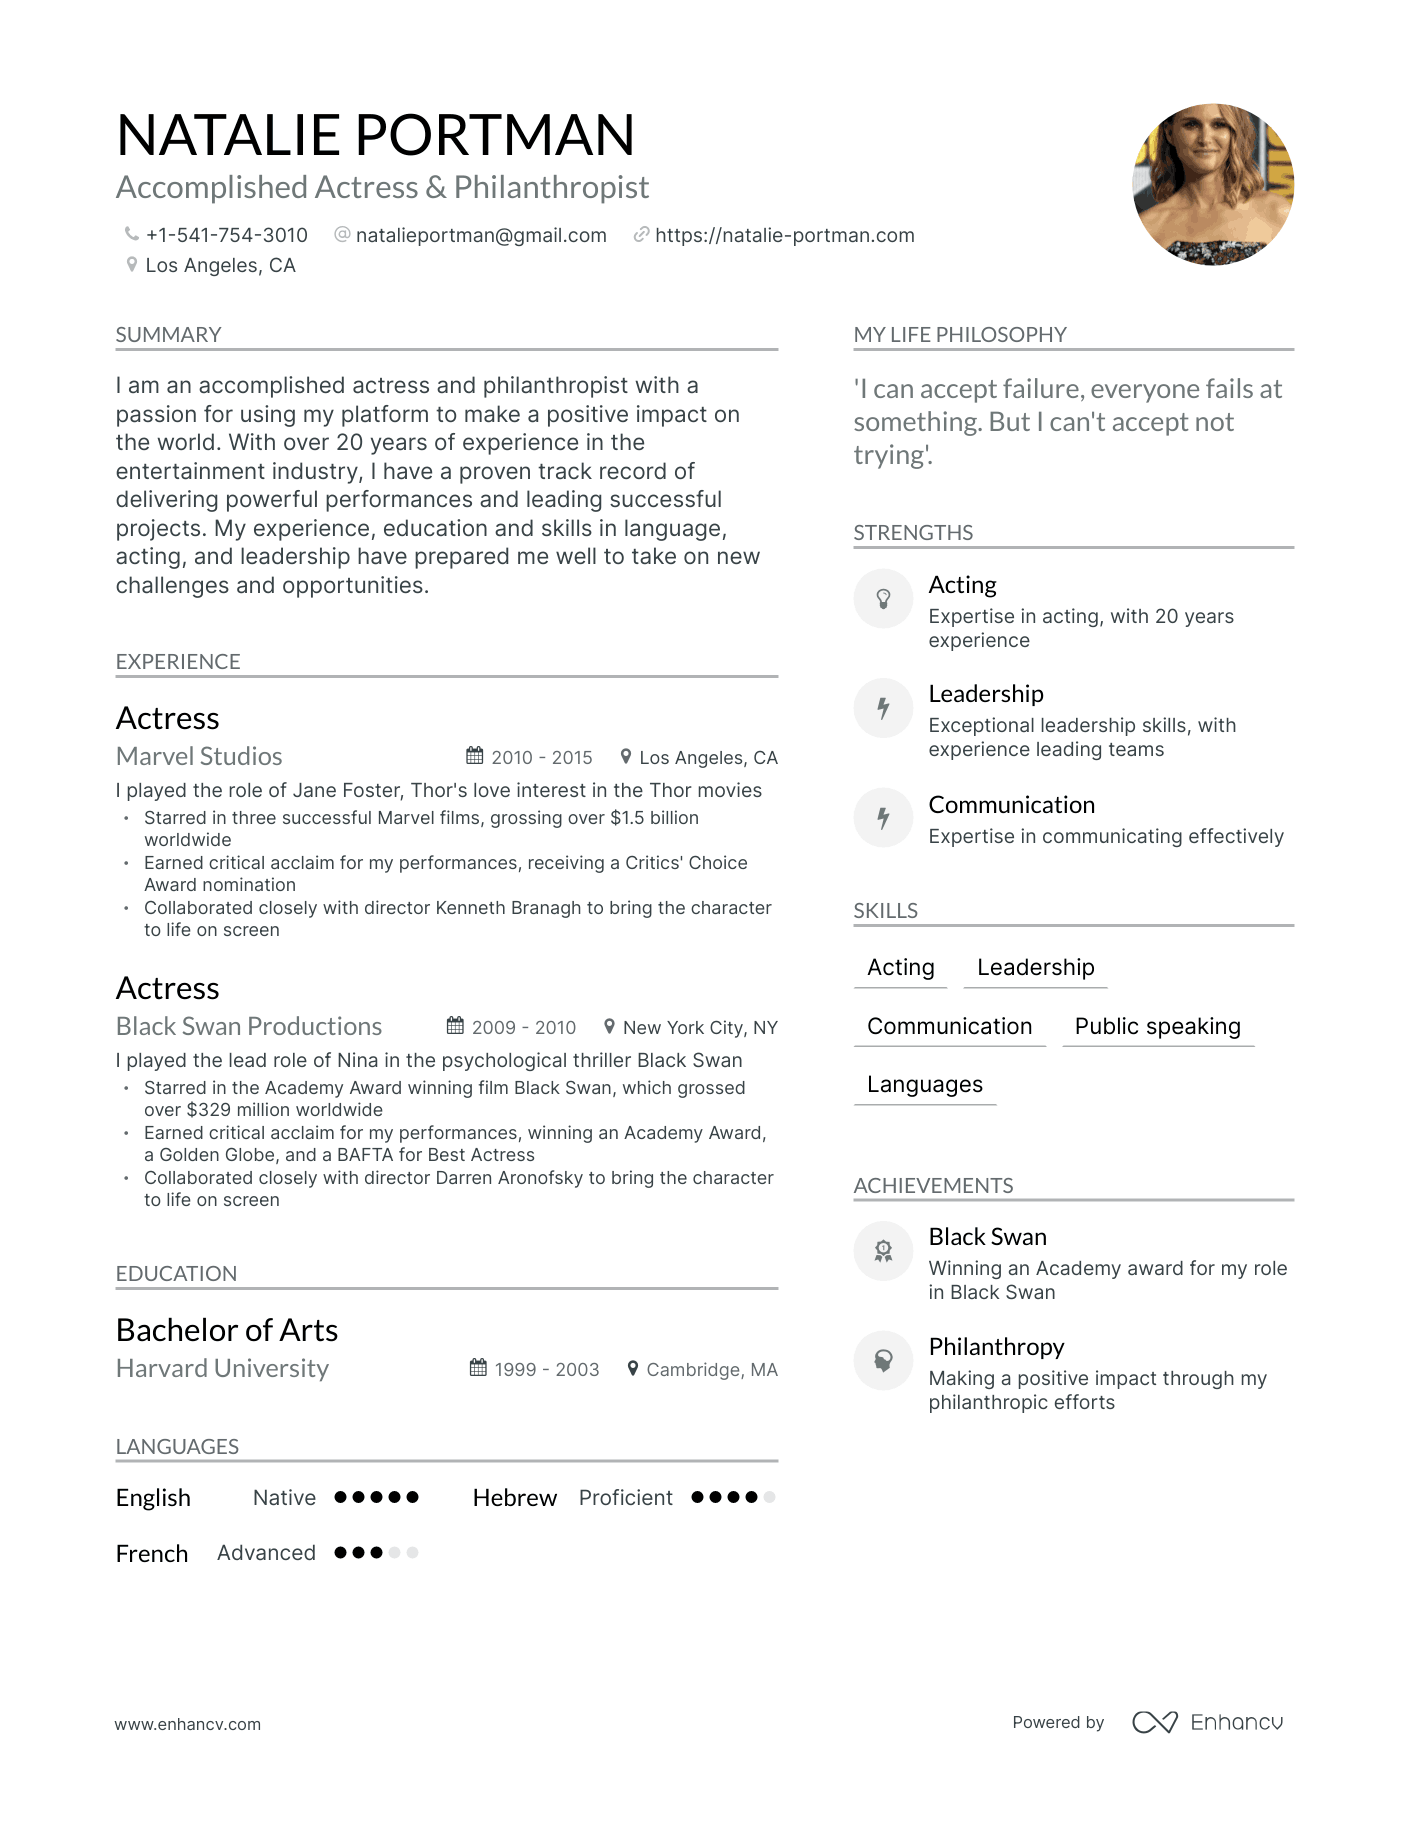 NATALIE PORTMAN
Accomplished Actress & Philanthropist
+1-541-754-3010 natalieportman@gmail.com https://natalie-portman.com
Los Angeles, CA
SUMMARY
I am an accomplished actress and philanthropist with a
passion for using my platform to make a positive impact on
the world. With over 20 years of experience in the
entertainment industry, I have a proven track record of
delivering powerful performances and leading successful
projects. My experience, education and skills in language,
acting, and leadership have prepared me well to take on new
challenges and opportunities.
EXPERIENCE
Actress
Marvel Studios 2010 - 2015 Los Angeles, CA
I played the role of Jane Foster, Thor's love interest in the Thor movies
• Starred in three successful Marvel films, grossing over $1.5 billion
worldwide
• Earned critical acclaim for my performances, receiving a Critics' Choice
Award nomination
• Collaborated closely with director Kenneth Branagh to bring the character
to life on screen
Actress
Black Swan Productions 2009 - 2010 New York City, NY
I played the lead role of Nina in the psychological thriller Black Swan
• Starred in the Academy Award winning film Black Swan, which grossed
over $329 million worldwide
• Earned critical acclaim for my performances, winning an Academy Award,
a Golden Globe, and a BAFTA for Best Actress
• Collaborated closely with director Darren Aronofsky to bring the character
to life on screen
EDUCATION
Bachelor of Arts
Harvard University 1999 - 2003 Cambridge, MA
LANGUAGES
English Native Hebrew Proficient
French Advanced
MY LIFE PHILOSOPHY
'I can accept failure, everyone fails at
something. But I can't accept not
trying'.
STRENGTHS
Acting
Expertise in acting, with 20 years
experience
Leadership
Exceptional leadership skills, with
experience leading teams
Communication
Expertise in communicating effectively
SKILLS
Acting Leadership
Communication Public speaking
Languages
ACHIEVEMENTS
Black Swan
Winning an Academy award for my role
in Black Swan
Philanthropy
Making a positive impact through my
philanthropic efforts
www.enhancv.com Powered by Enhancv